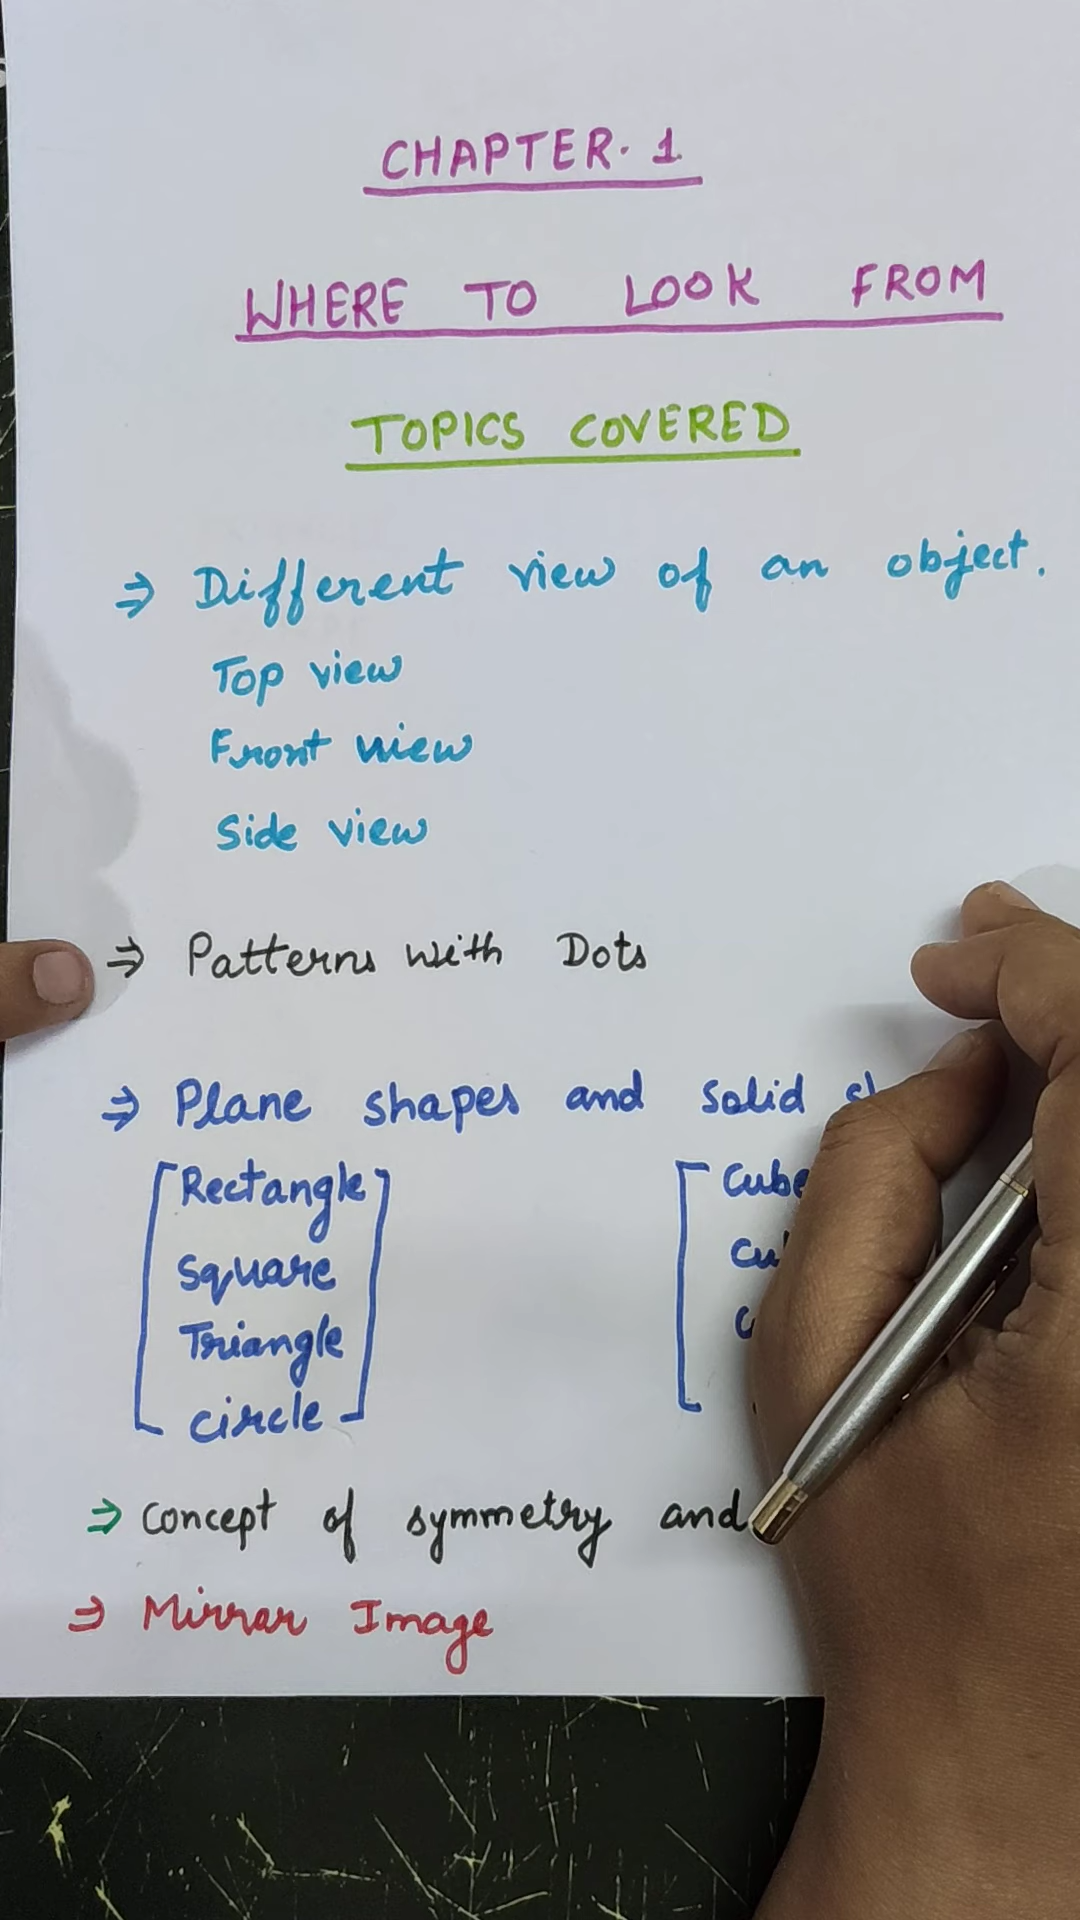 CHAPTER. 1
WHERE TO LOOK FROM
TOPICS COVERED
⇒ Different view of an object.
Top view
Front view
Side view
⇒ Patterns with Dots
⇒ Plane shapes and solid
Rectangle
Square
Triangle
circle
Cube
⇒ Concept of symmetry and
⇒ Mirrar Image